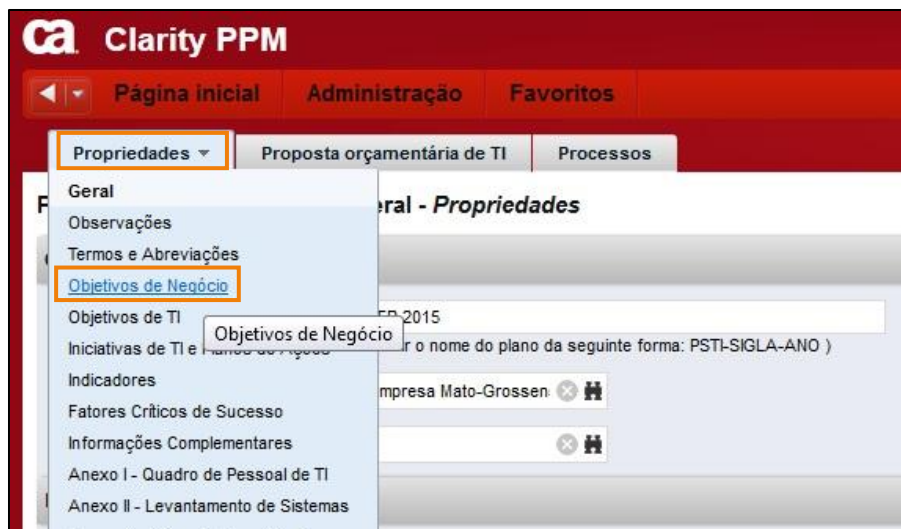 ca Clarity PPM
Página inicial Administração Favoritos
Propriedades Proposta orçamentária de TI Processos
Geral
eral - Propriedades
Observações
Termos e Abreviações
Objetivos de Negócio
Objetivos de TI
2015
Objetivos de Negócio
Iniciativas de TI e
o nome do plano da seguinte forma: PSTI-SIGLA-ANO )
Indicadores
mpresa Mato-Grossen
Fatores Críticos de Sucesso
Informações Complementares
Anexo I - Quadro de Pessoal de TI
Anexo II - Levantamento de Sistemas